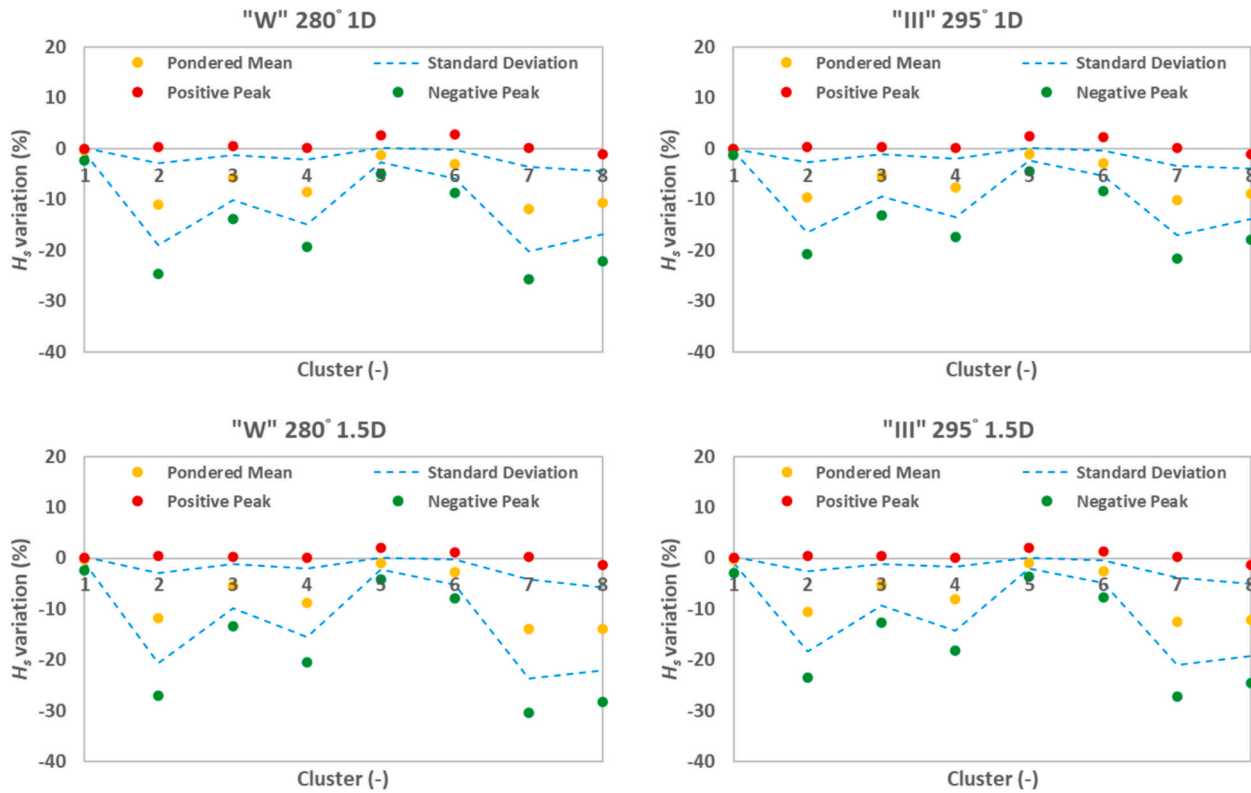 "W" 280° 1D
20
10
0
-10
-20
-30
-40
Hs variation (%)
Pondered Mean
Standard Deviation
Positive Peak
Negative Peak
1 2 3 4 5 6 7 8
Cluster (-)
"III" 295° 1D
20
10
0
-10
-20
-30
-40
Hs variation (%)
Pondered Mean
Standard Deviation
Positive Peak
Negative Peak
1 2 3 4 5 6 7 8
Cluster (-)
"W" 280° 1.5D
20
10
0
-10
-20
-30
-40
Hs variation (%)
Pondered Mean
Standard Deviation
Positive Peak
Negative Peak
1 2 3 4 5 6 7 8
Cluster (-)
"III" 295° 1.5D
20
10
0
-10
-20
-30
-40
Hs variation (%)
Pondered Mean
Standard Deviation
Positive Peak
Negative Peak
1 2 3 4 5 6 7 8
Cluster (-)